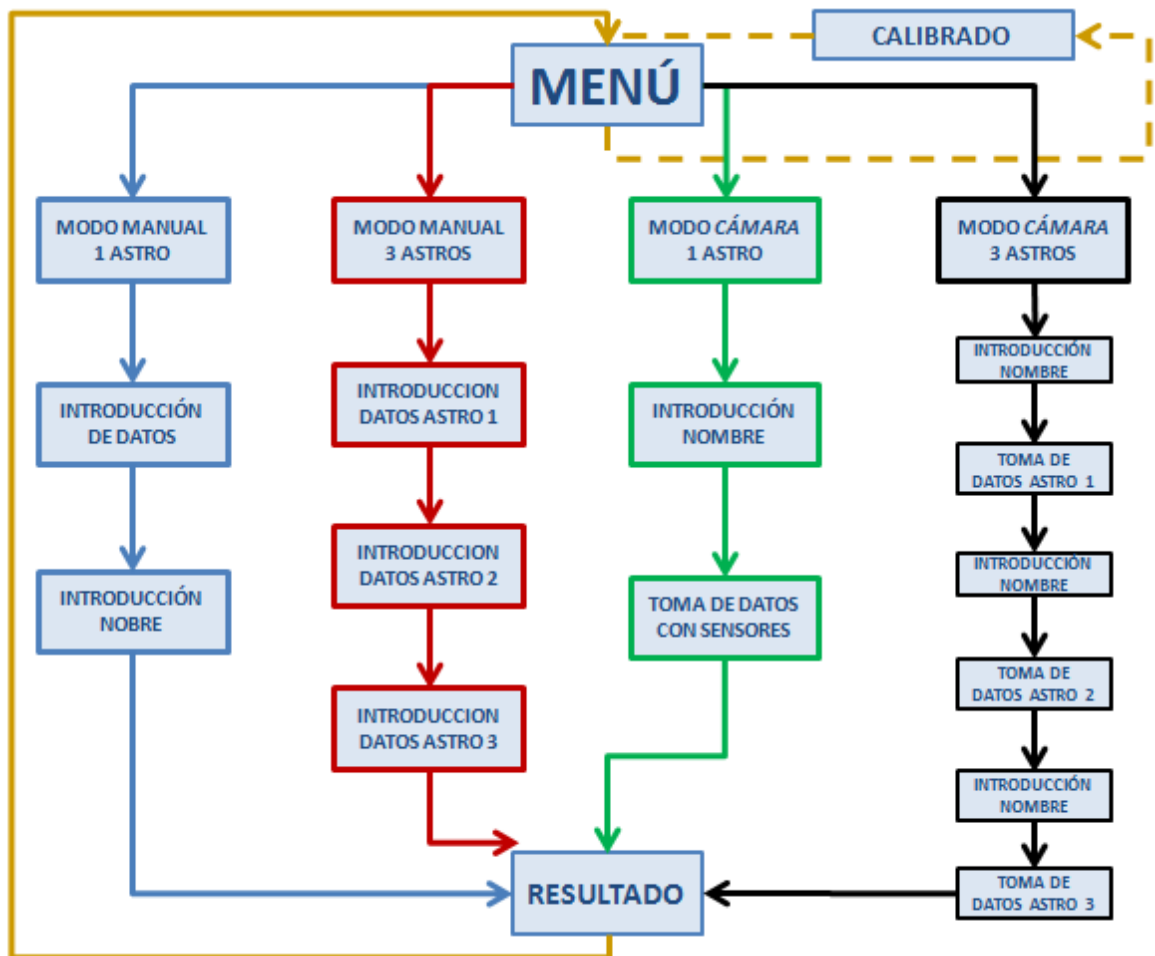 CALIBRADO
MENÚ
MODO MANUAL
1 ASTRO
MODO MANUAL
3 ASTROS
MODO CÁMARA
1 ASTRO
MODO CÁMARA
3 ASTROS
INTRODUCCIÓN
DE DATOS
INTRODUCCIÓN
NOBRE
INTRODUCCION
DATOS ASTRO 1
INTRODUCCION
DATOS ASTRO 2
INTRODUCCION
DATOS ASTRO 3
INTRODUCCIÓN
NOMBRE
TOMA DE DATOS
CON SENSORES
INTRODUCCIÓN
NOMBRE
TOMA DE
DATOS ASTRO 1
INTRODUCCIÓN
NOMBRE
TOMA DE
DATOS ASTRO 2
INTRODUCCIÓN
NOMBRE
TOMA DE
DATOS ASTRO 3
RESULTADO